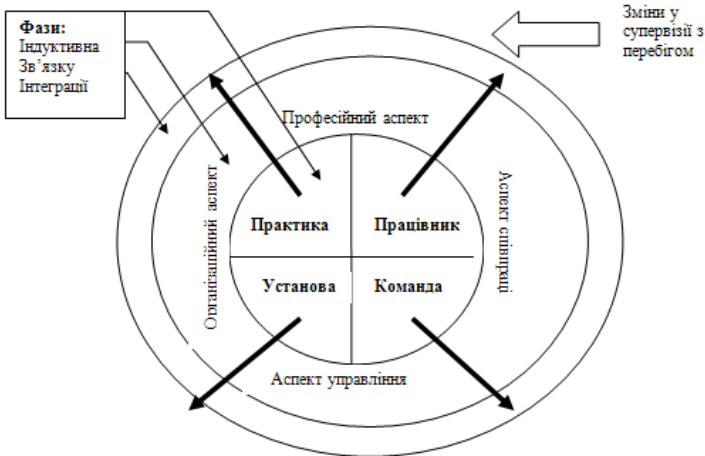 Фази:
Індуктивна
Зв’язку
Інтеграції
Зміни у
супервізії з
перебігом
Професійний аспект
Організаційний аспект
Аспект співпраці
Практика
Працівник
Установа
Команда
Аспект управління